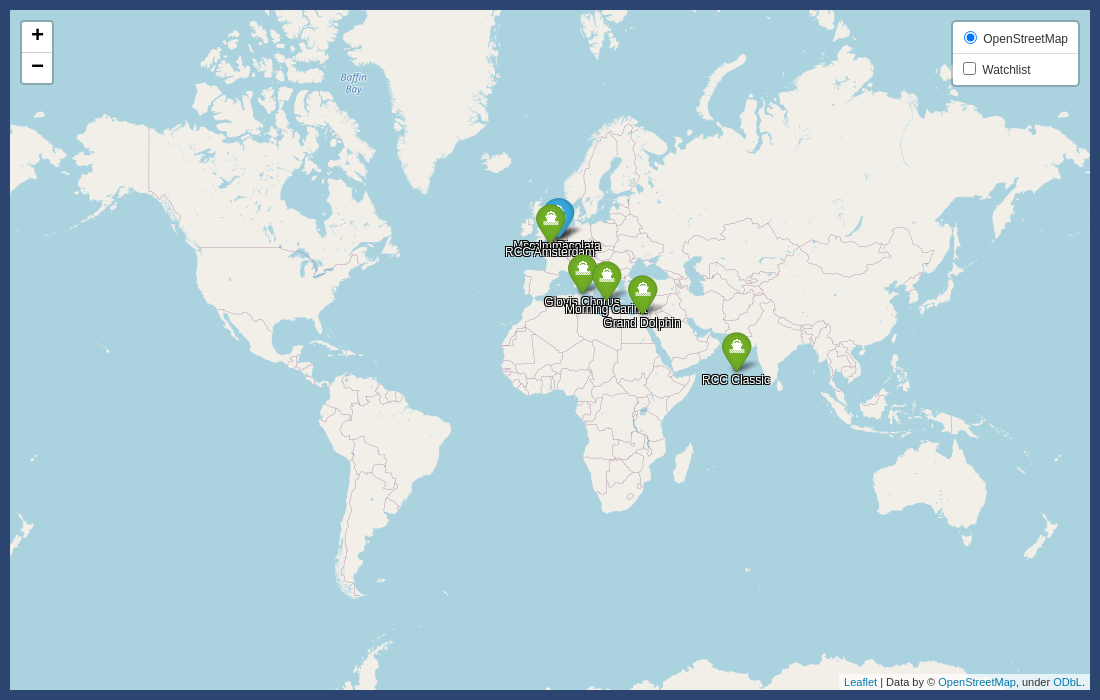 +
−
OpenStreetMap
Watchlist
Baffin
Bay
Immacolata
RCC Amsterdam
Glovis Chorus
Morning Carina
Grand Dolphin
RCC Classic
Leaflet | Data by © OpenStreetMap, under ODbL.